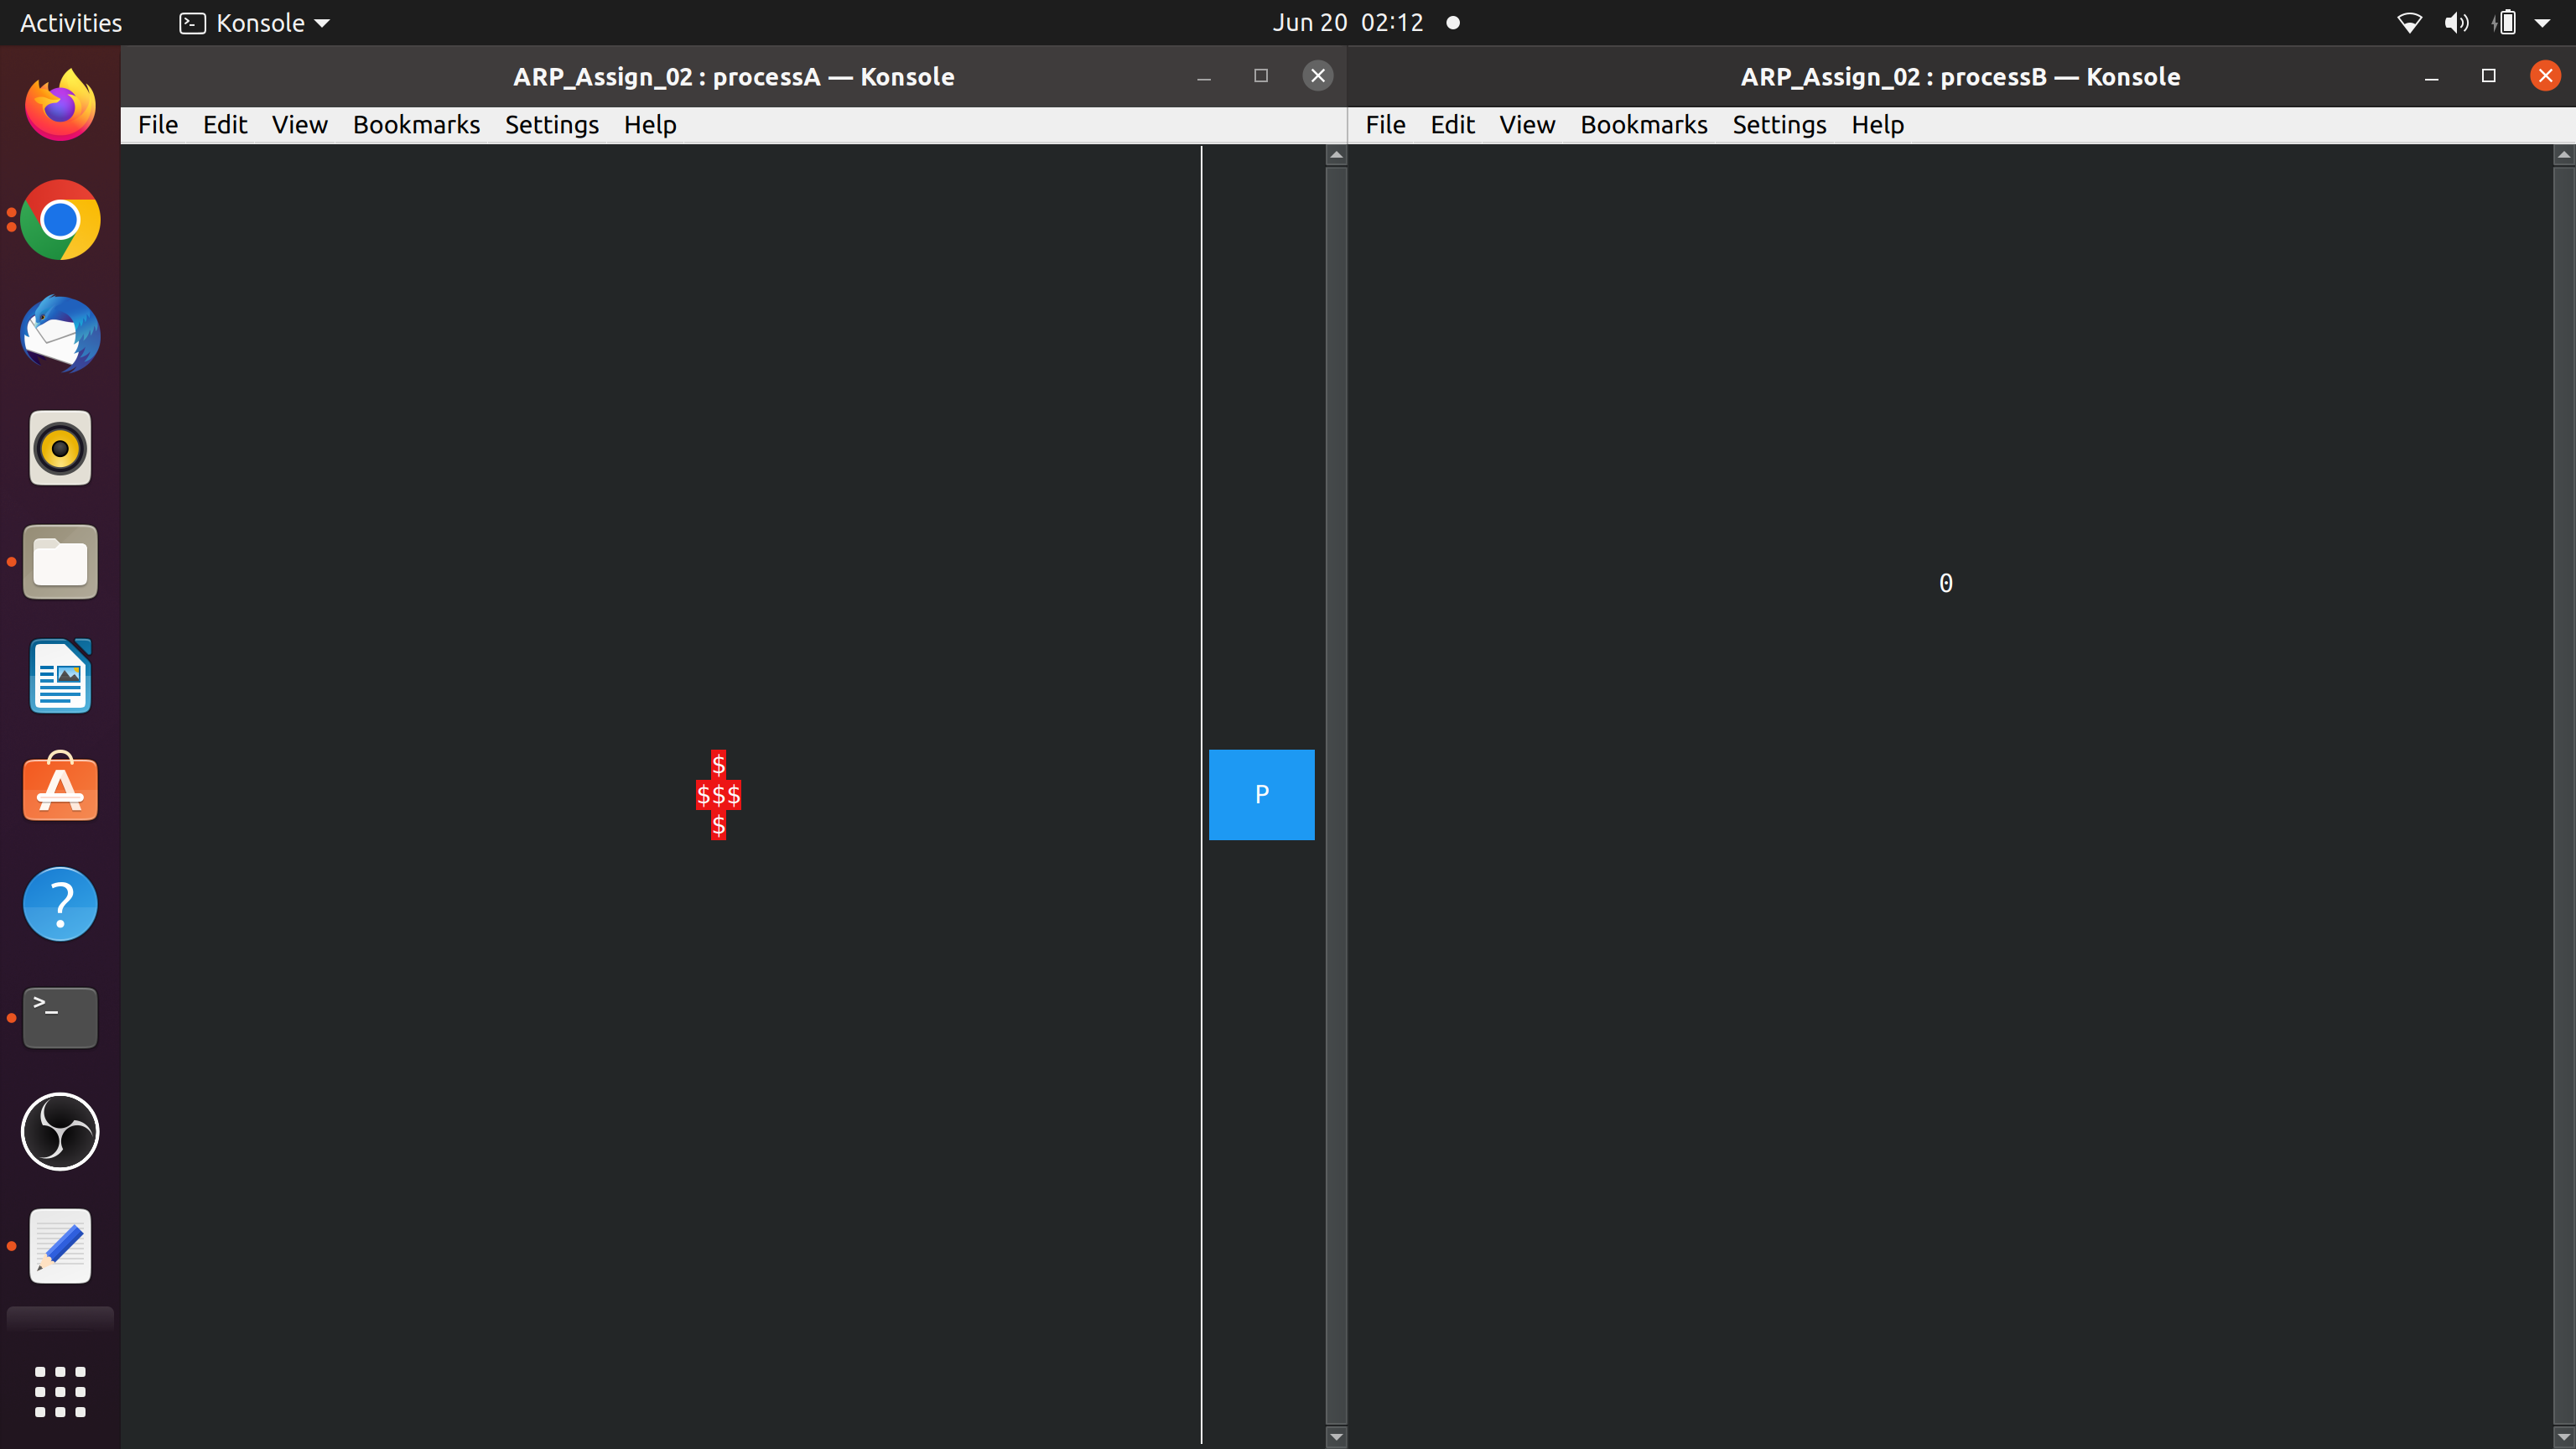 Activities Konsole Jun 20 02:12
ARP_Assign_02 : processA — Konsole
File Edit View Bookmarks Settings Help
$
$$$
$
P
ARP_Assign_02 : processB — Konsole
File Edit View Bookmarks Settings Help
0